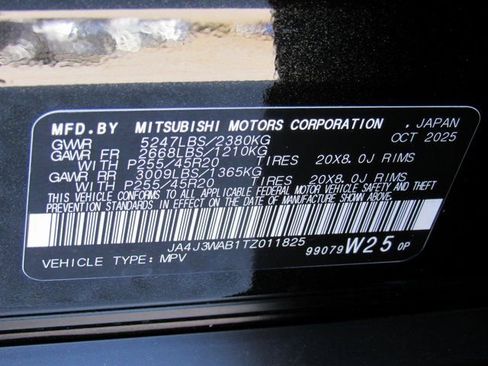 MFD.BY MITSUBISHI MOTORS CORPORATION , JAPAN
GVWR 5247LBS/2380KG OCT 2025
GAWR FR 2668LBS/1210KG
WITH P255/45R20 TIRES 20X8.0J RIMS
GAWR RR 3009LBS/1365KG
WITH P255/45R20 TIRES 20X8.0J RIMS
THIS VEHICLE CONFORMS TO ALL APPLICABLE FEDERAL MOTOR VEHICLE SAFETY AND THEFT
PREVENTION STANDARDS IN EFFECT ON THE DATE OF MANUFACTURE SHOWN ABOVE.
JA4J3WAB1TZ011825
VEHICLE TYPE: MPV 99079 W25 0P